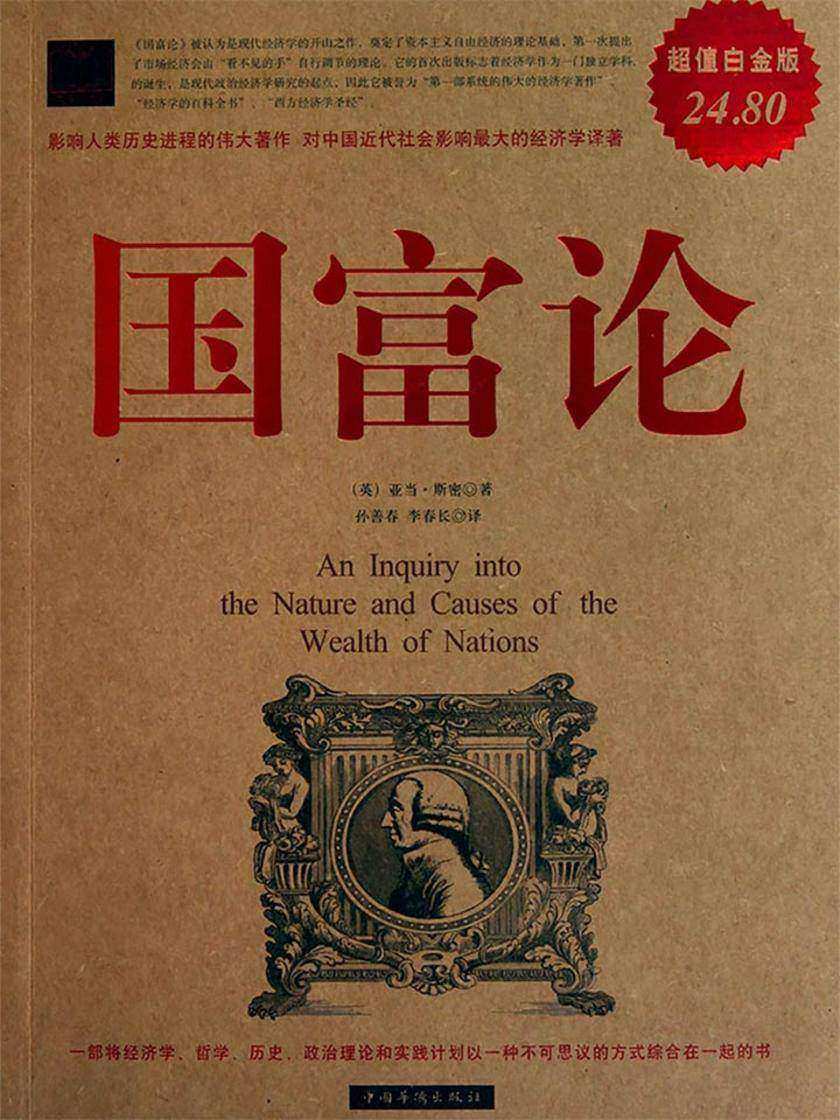 《国富论》被认为是现代经济学的开山之作，奠定了资本主义自由经济的理论基础，第一次提出
了市场经济会由“看不见的手”自行调节的理论。它的首次出版标志着经济学作为一门独立学科
的诞生，是现代政治经济学研究的起点，因此它被誉为“第一部系统的伟大的经济学著作”、
“经济学的百科全书”、“西方经济学圣经”。
超值白金版
24.80
影响人类历史进程的伟大著作 对中国近代社会影响最大的经济学译著
国富论
（英）亚当·斯密◎著
孙善春 李春长◎译
An Inquiry into
the Nature and Causes of the
Wealth of Nations
一部将经济学、哲学、历史、政治理论和实践计划以一种不可思议的方式综合在一起的书
中国华侨出版社